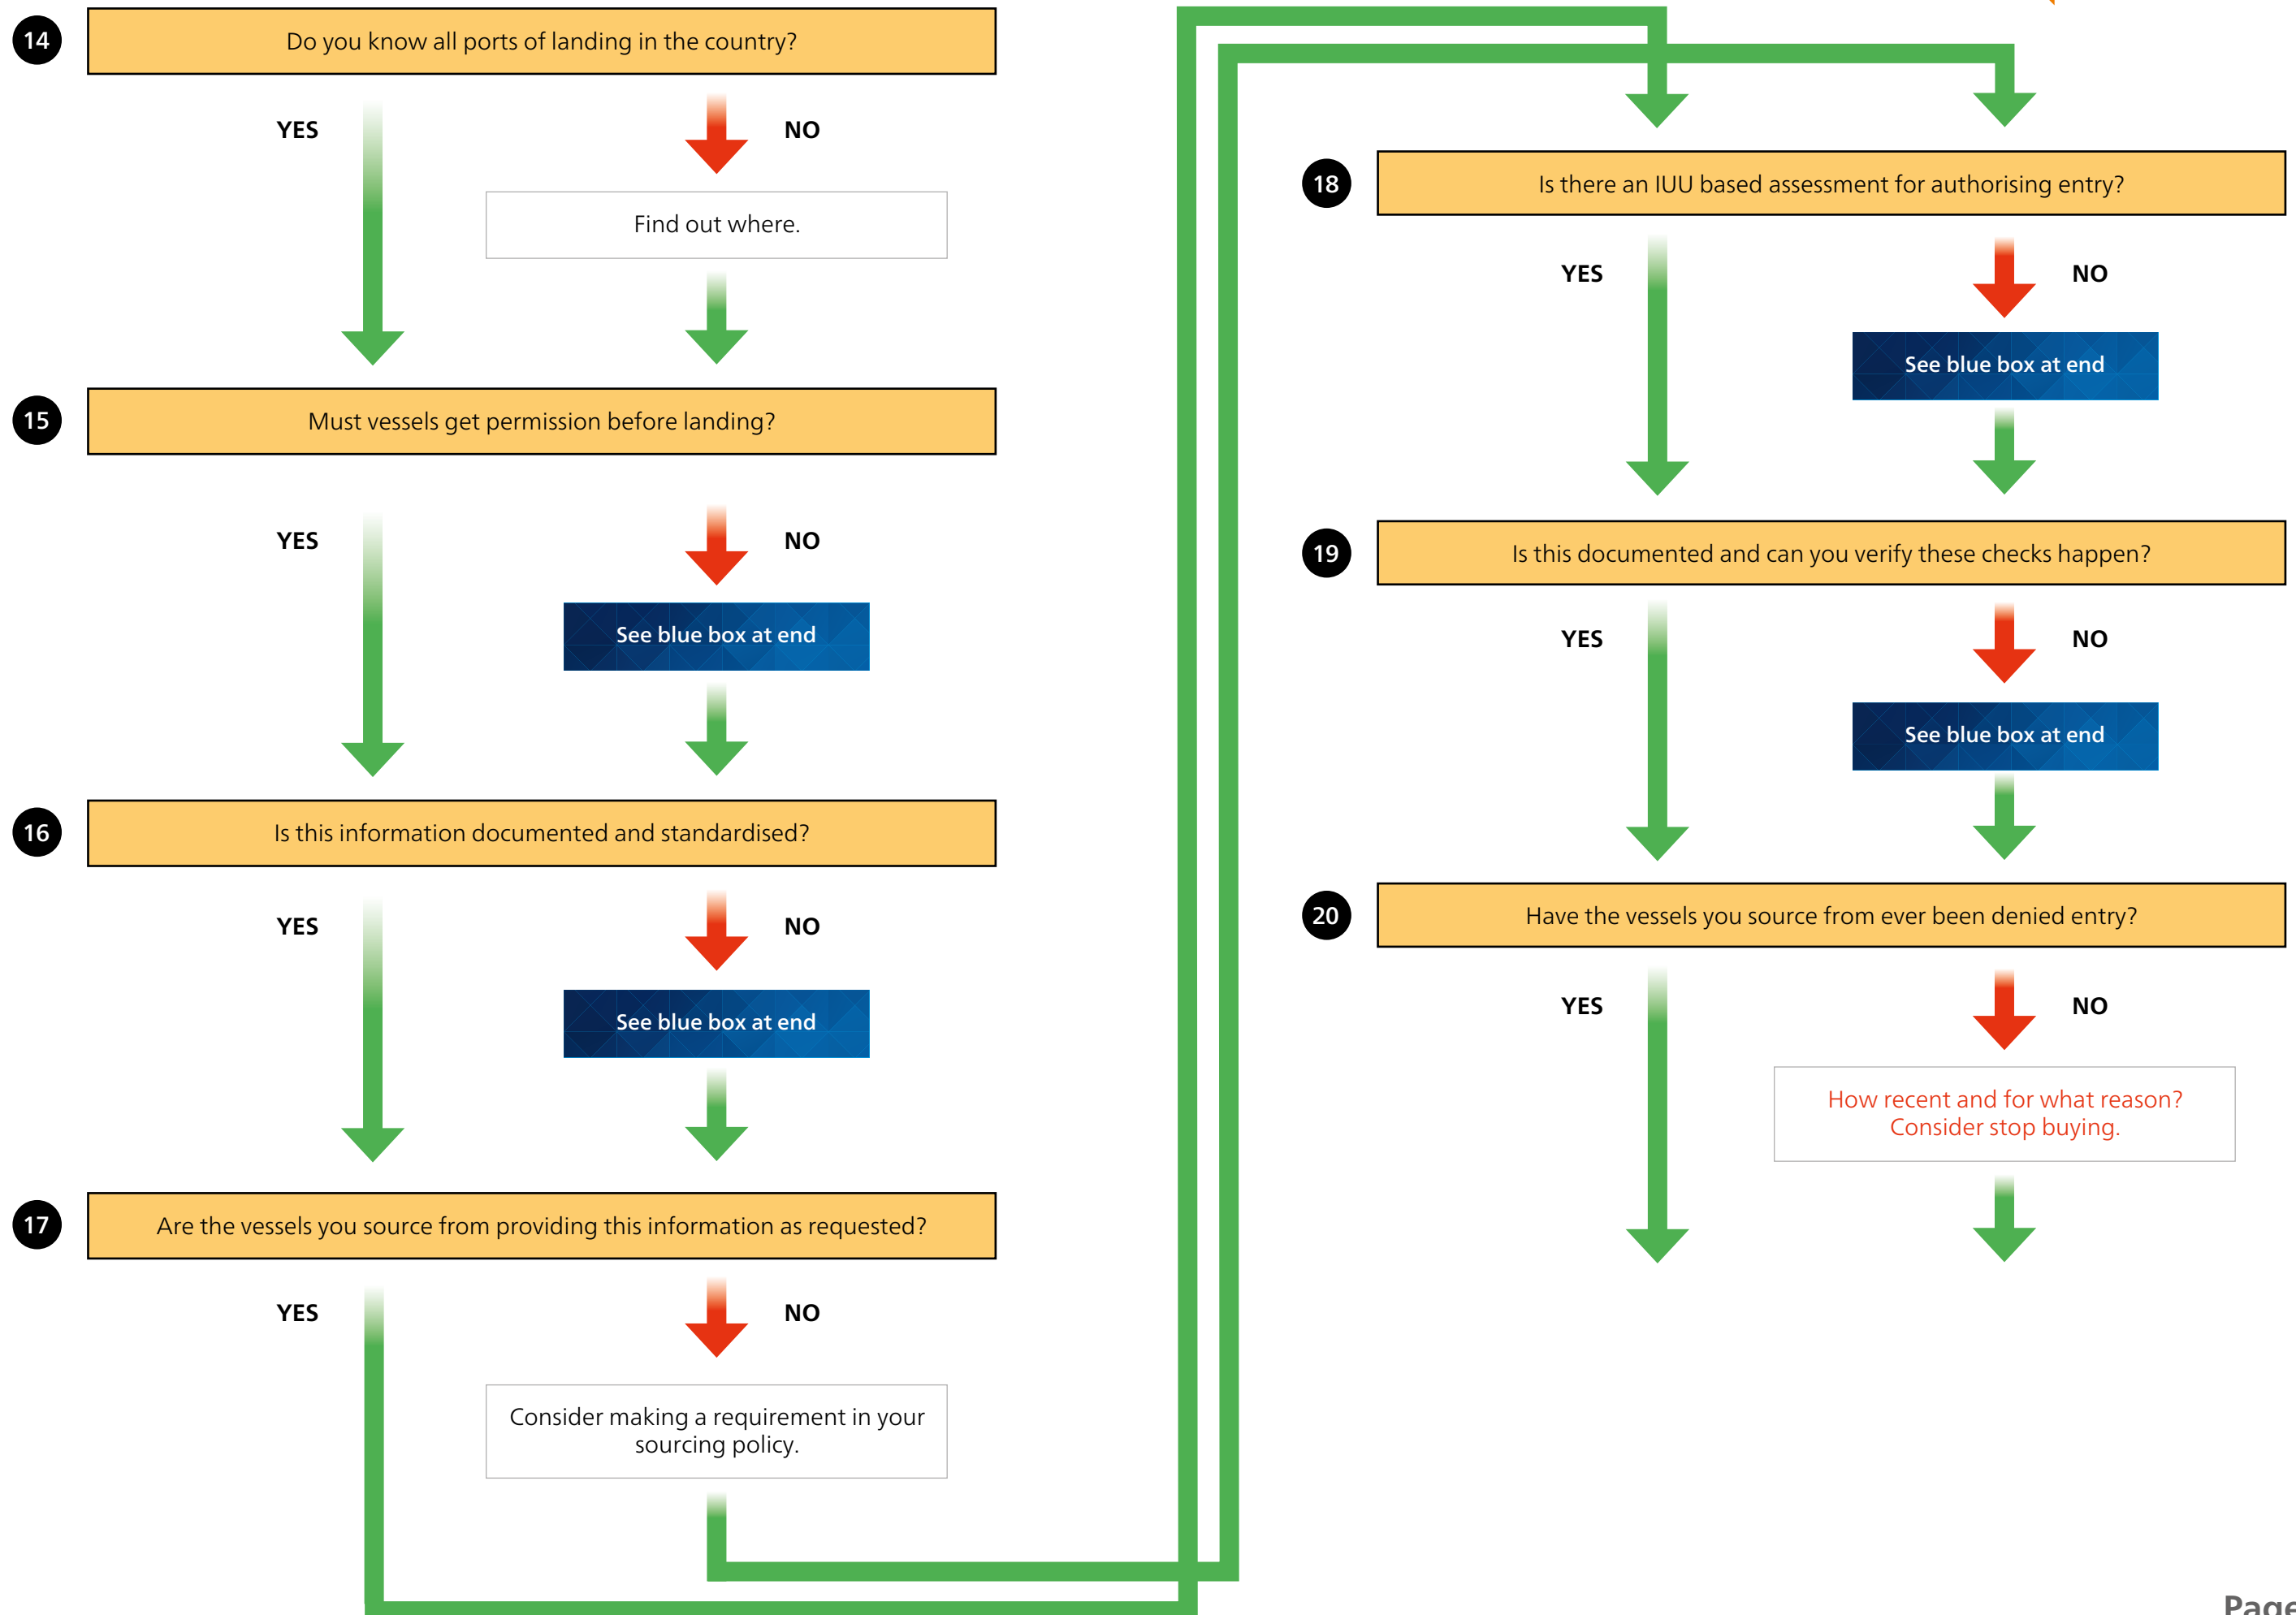 14
Do you know all ports of landing in the country?
YES
NO
Find out where.
15
Must vessels get permission before landing?
YES
NO
See blue box at end
16
Is this information documented and standardised?
YES
NO
See blue box at end
17
Are the vessels you source from providing this information as requested?
YES
NO
Consider making a requirement in your
sourcing policy.
18
Is there an IUU based assessment for authorising entry?
YES
NO
See blue box at end
19
Is this documented and can you verify these checks happen?
YES
NO
See blue box at end
20
Have the vessels you source from ever been denied entry?
YES
NO
How recent and for what reason?
Consider stop buying.
Page